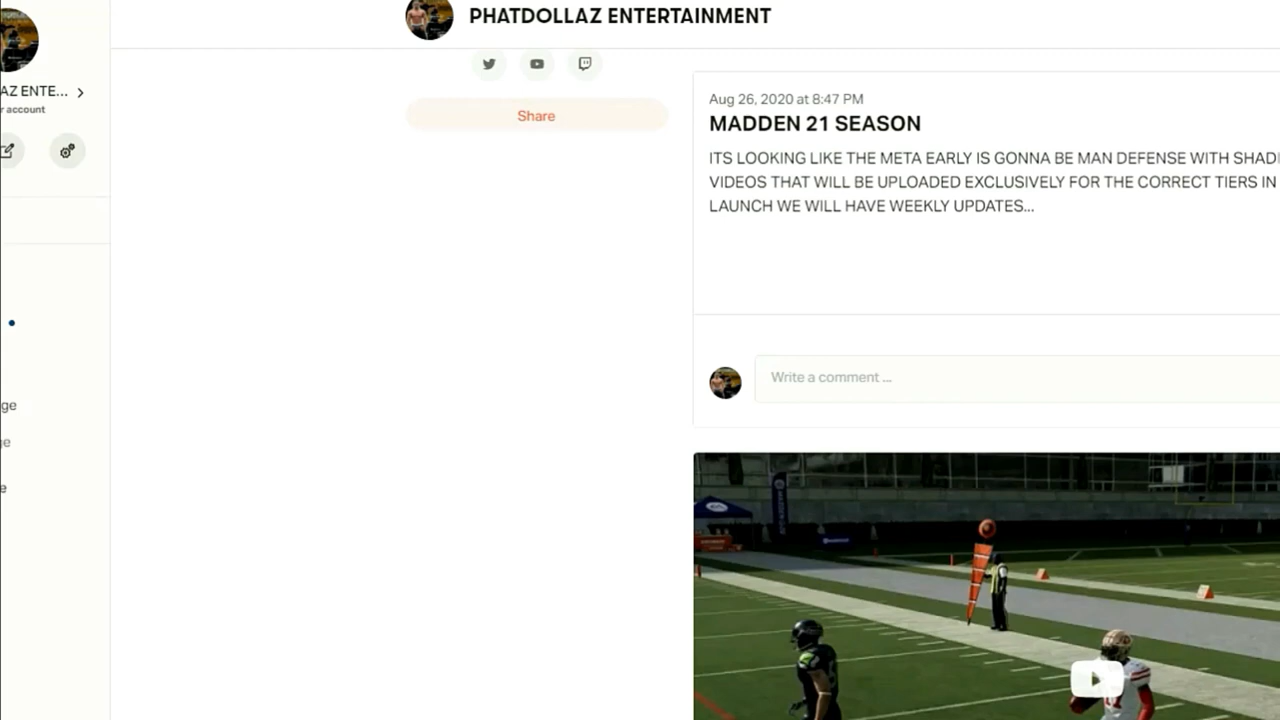 PHATDOLLAZ ENTERTAINMENT
AZ ENTE...
r account
Share
Aug 26, 2020 at 8:47 PM
MADDEN 21 SEASON
ITS LOOKING LIKE THE META EARLY IS GONNA BE MAN DEFENSE WITH SHADI
VIDEOS THAT WILL BE UPLOADED EXCLUSIVELY FOR THE CORRECT TIERS IN
LAUNCH WE WILL HAVE WEEKLY UPDATES...
Write a comment ...
ge
ge
e